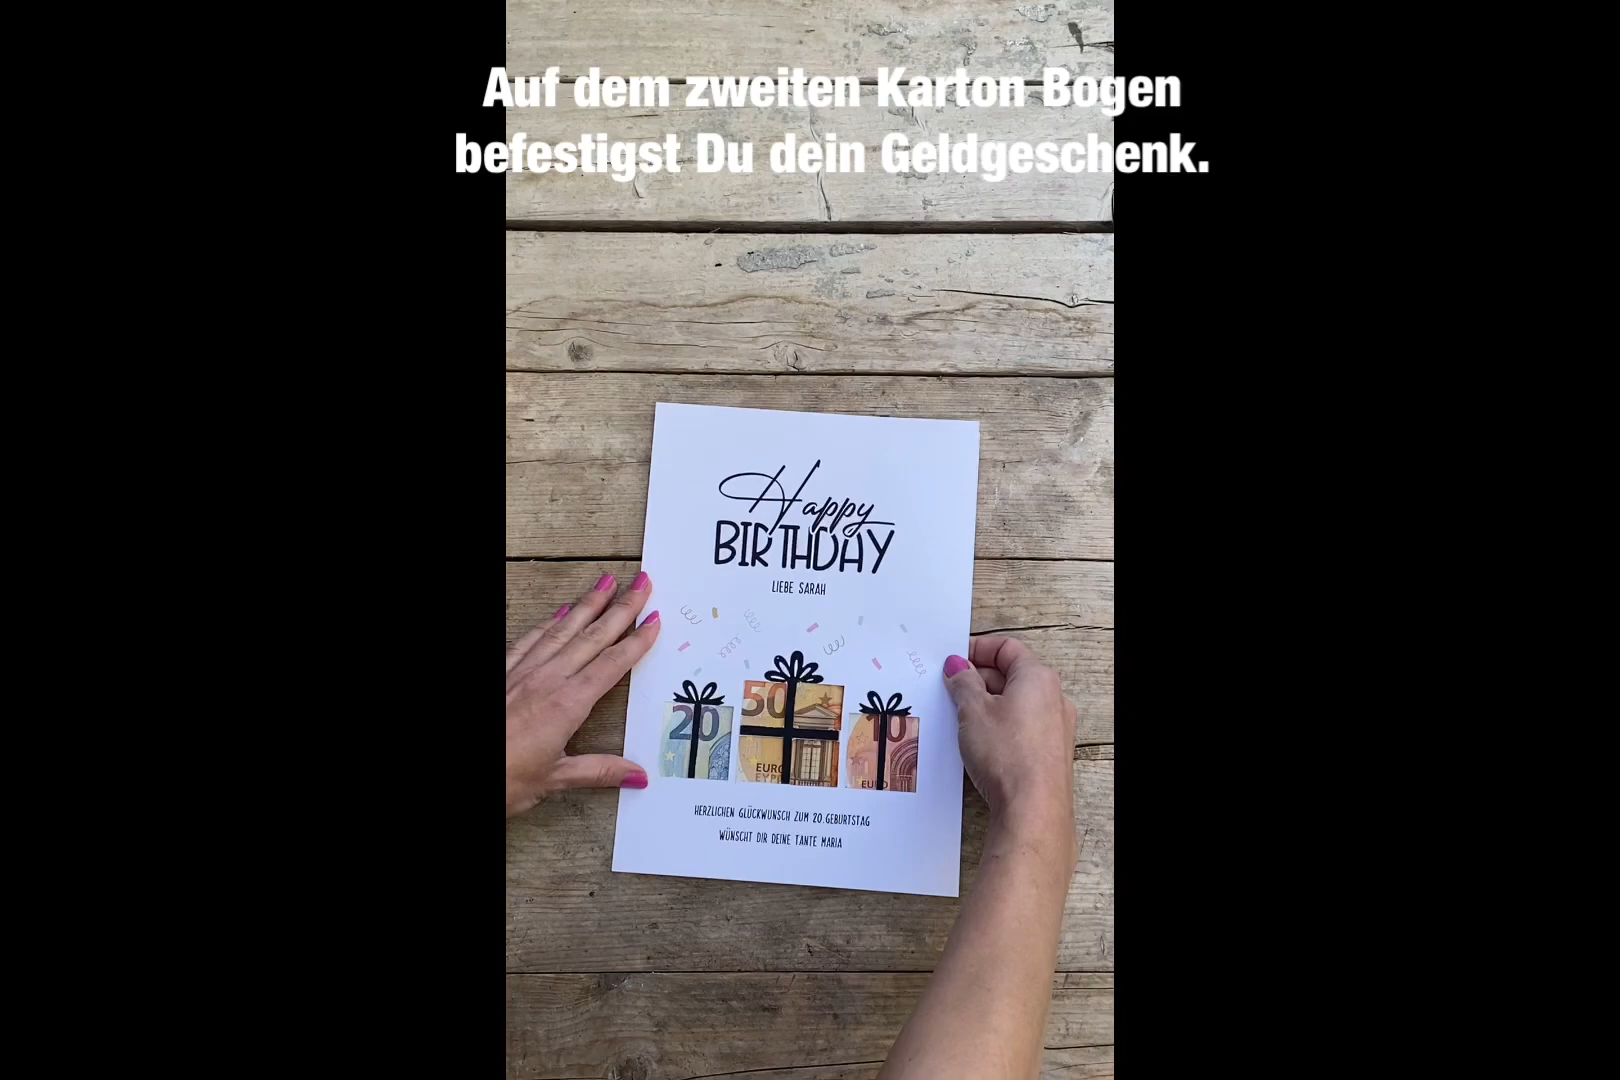 Auf dem zweiten Karton Bogen
befestigst Du dein Geldgeschenk.
Happy
BIRTHDAY
LIEBE SARAH
20
50
10
EURO
EURO
HERZLICHEN GLÜCKWUNSCH ZUM 20.GEBURTSTAG
WÜNSCHT DIR DEINE TANTE MARIA